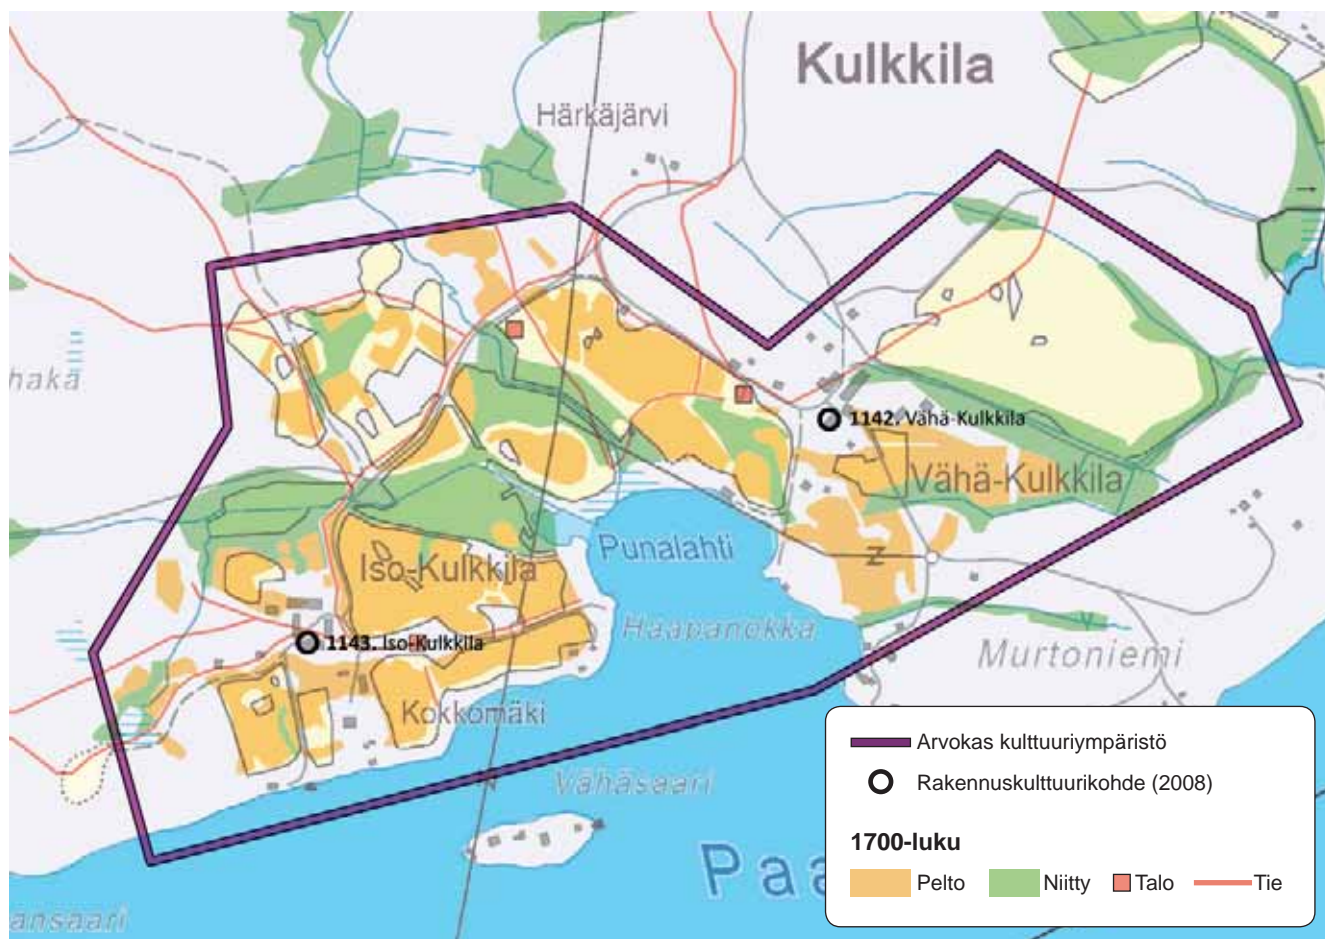 Kulkkila
Härkäjärvi
haka
1142. Vähä-Kulkkila
Vähä-Kulkkila
Punalahti
Iso-Kulkkila
Haapanokka
1143. Iso-Kulkkila
Murtoniemi
Kokkomäki
Vähäsaari
Paa
ansaari
Arvokas kulttuuriympäristö
Rakennuskulttuurikohde (2008)
1700-luku
Pelto Niitty Talo Tie